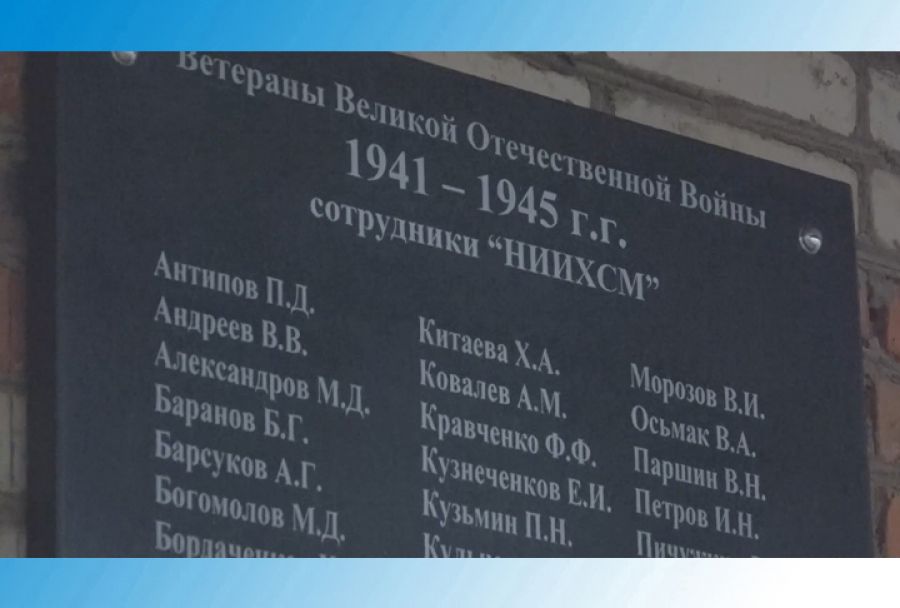 Ветераны Великой Отечественной Войны
1941 – 1945 г.г.
сотрудники “НИИХСМ”
Антипов П.Д.
Андреев В.В.
Александров М.Д.
Баранов Б.Г.
Барсуков А.Г.
Богомолов М.Д.
Китаева Х.А.
Ковалев А.М.
Кравченко Ф.Ф.
Кузнеченков Е.И.
Кузьмин П.Н.
Морозов В.И.
Осьмак В.А.
Паршин В.Н.
Петров И.Н.